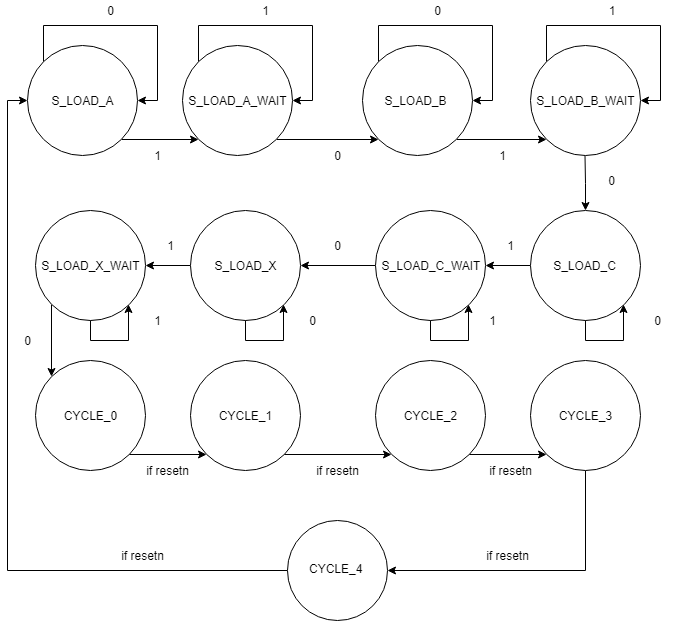 0
1
0
1
S_LOAD_A
S_LOAD_A_WAIT
S_LOAD_B
S_LOAD_B_WAIT
1
0
1
0
1
0
1
S_LOAD_X_WAIT
S_LOAD_X
S_LOAD_C_WAIT
S_LOAD_C
1
0
1
0
0
CYCLE_0
CYCLE_1
CYCLE_2
CYCLE_3
if resetn
if resetn
if resetn
if resetn
if resetn
CYCLE_4